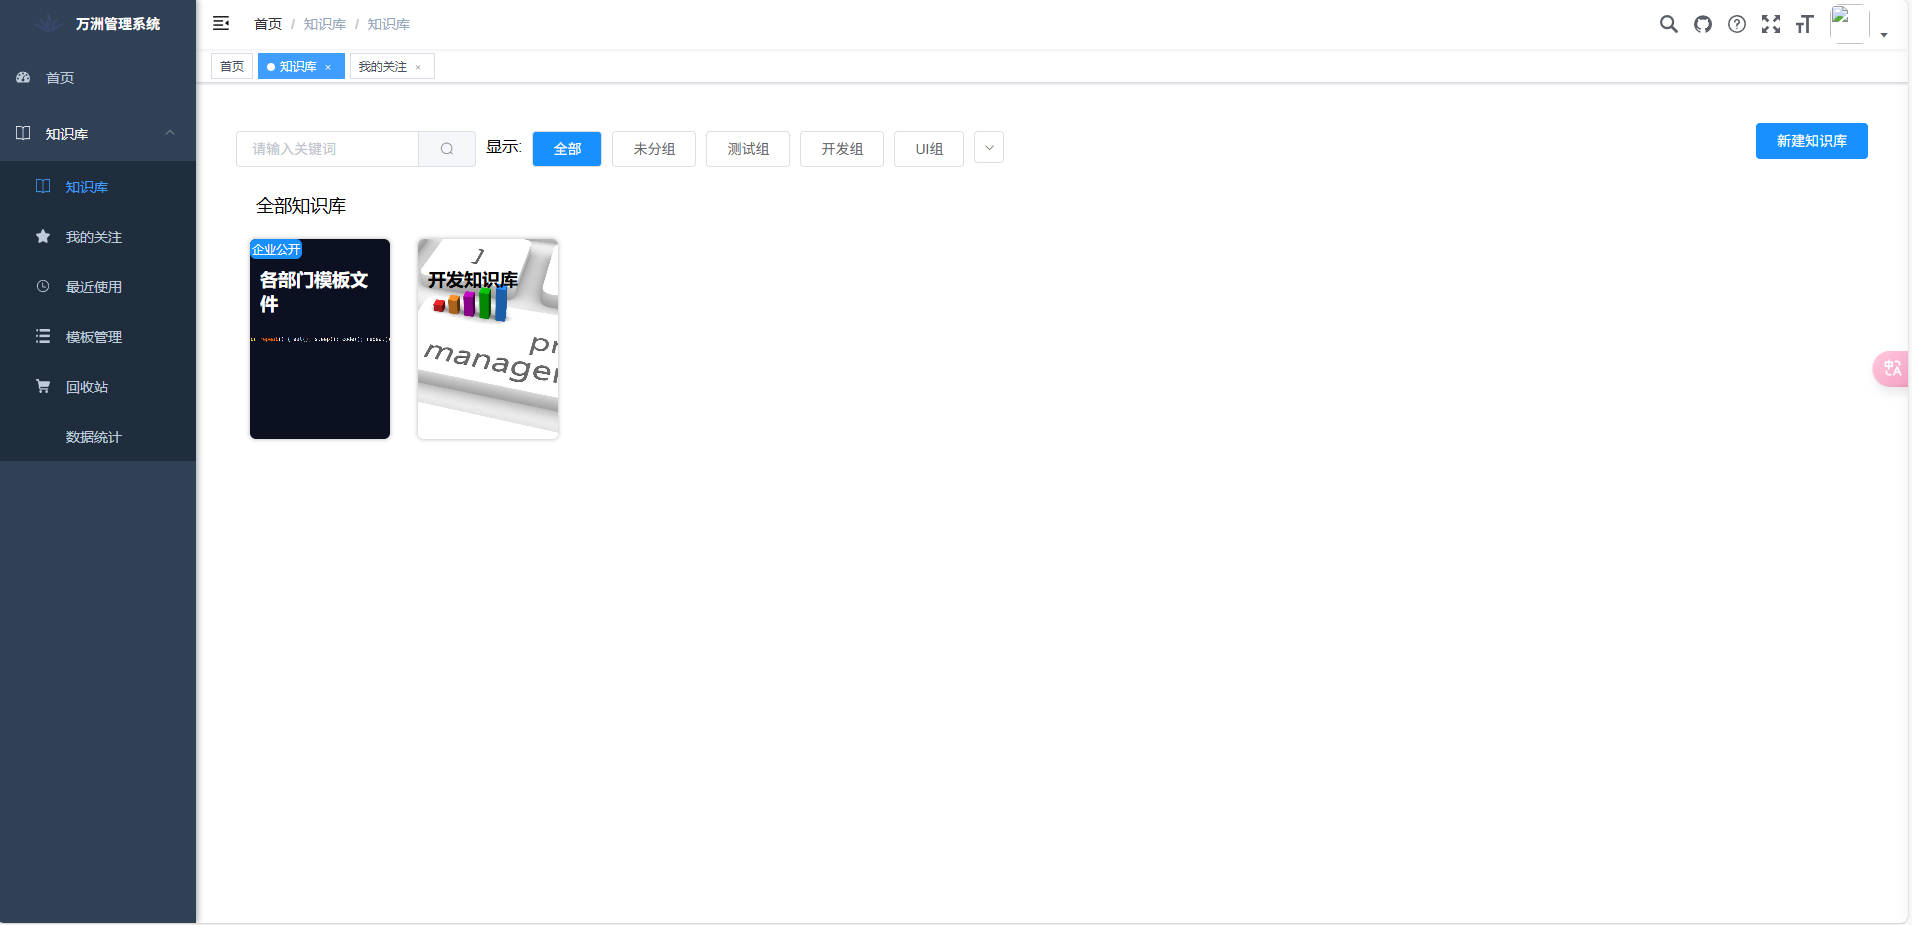 万洲管理系统
首页 / 知识库 / 知识库
首页
知识库 ×
我的关注 ×
首页
知识库
知识库
我的关注
最近使用
模板管理
回收站
数据统计
请输入关键词
显示:
全部
未分组
测试组
开发组
UI组
新建知识库
全部知识库
企业公开
各部门模板文
件
开发知识库
manager